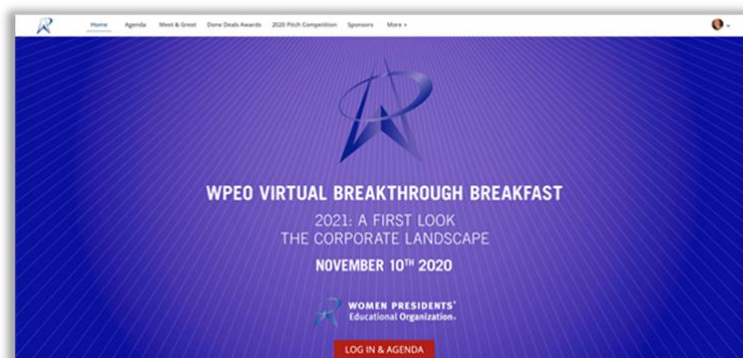 Home Agenda Meet & Greet Done Deals Awards 2020 Pitch Competition Sponsors More
WPEO VIRTUAL BREAKTHROUGH BREAKFAST
2021: A FIRST LOOK
THE CORPORATE LANDSCAPE
NOVEMBER 10TH 2020
WOMEN PRESIDENTS'
Educational Organization.
LOG IN & AGENDA